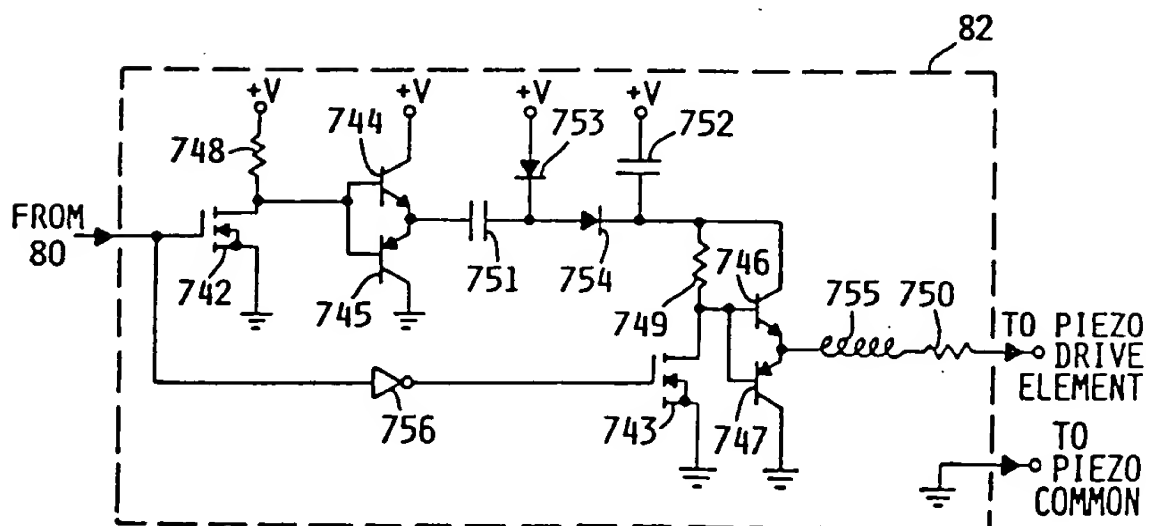 82
+V
+V
+V
+V
744
753
752
748
FROM
80
742
745
751
754
746
749
755
750
TO PIEZO
DRIVE
ELEMENT
756
743
747
TO
PIEZO
COMMON